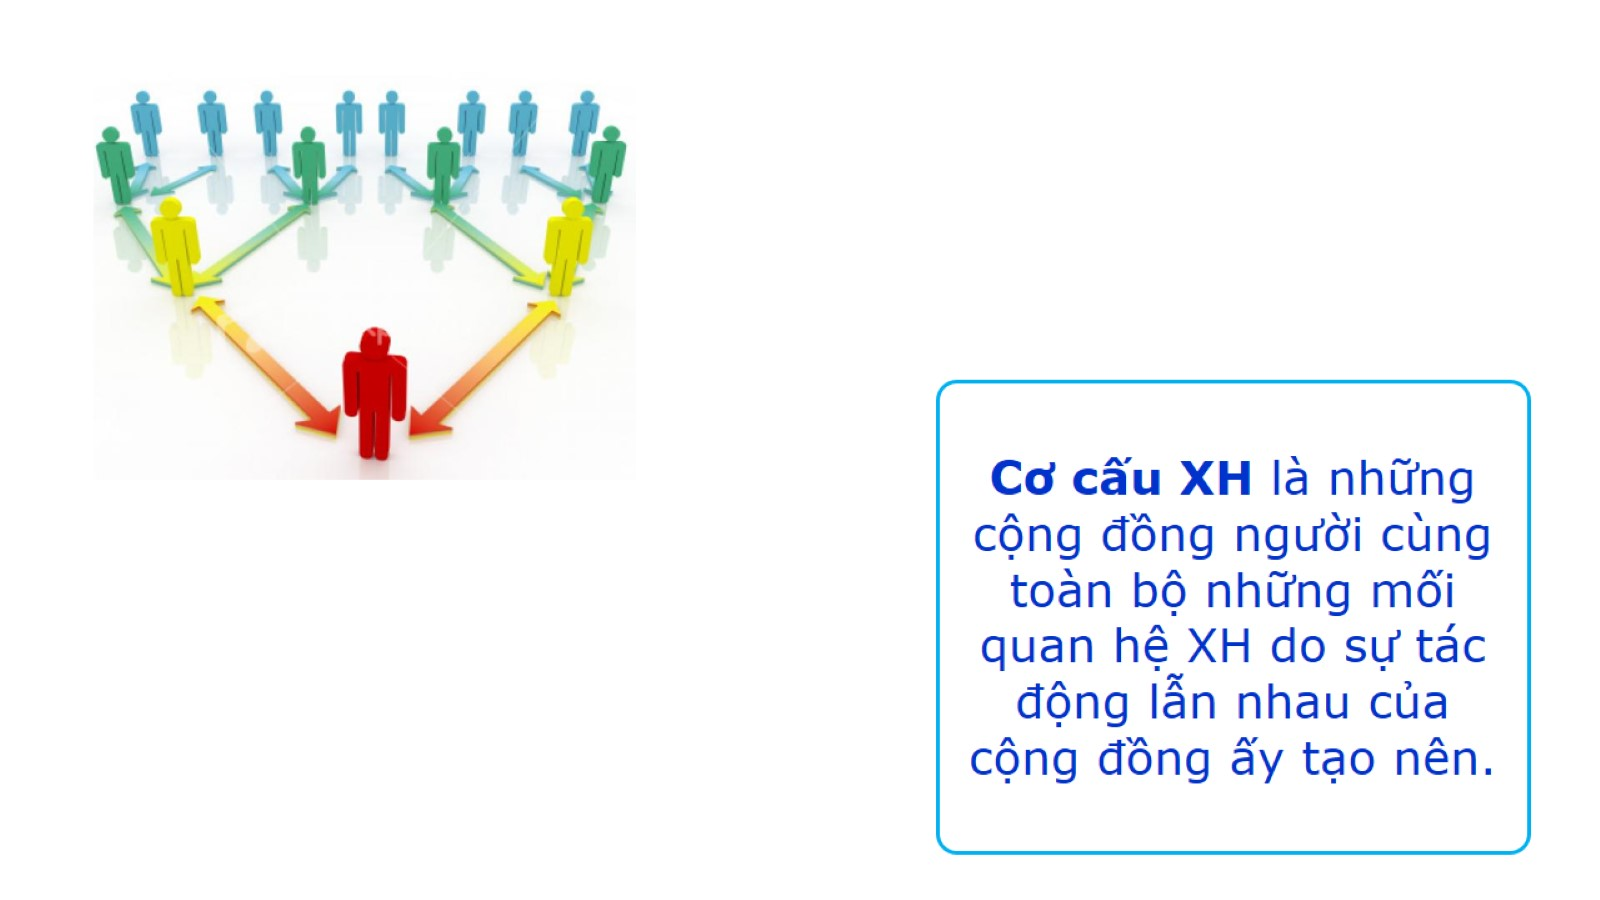 Cơ cấu XH là những
cộng đồng người cùng
toàn bộ những mối
quan hệ XH do sự tác
động lẫn nhau của
cộng đồng ấy tạo nên.